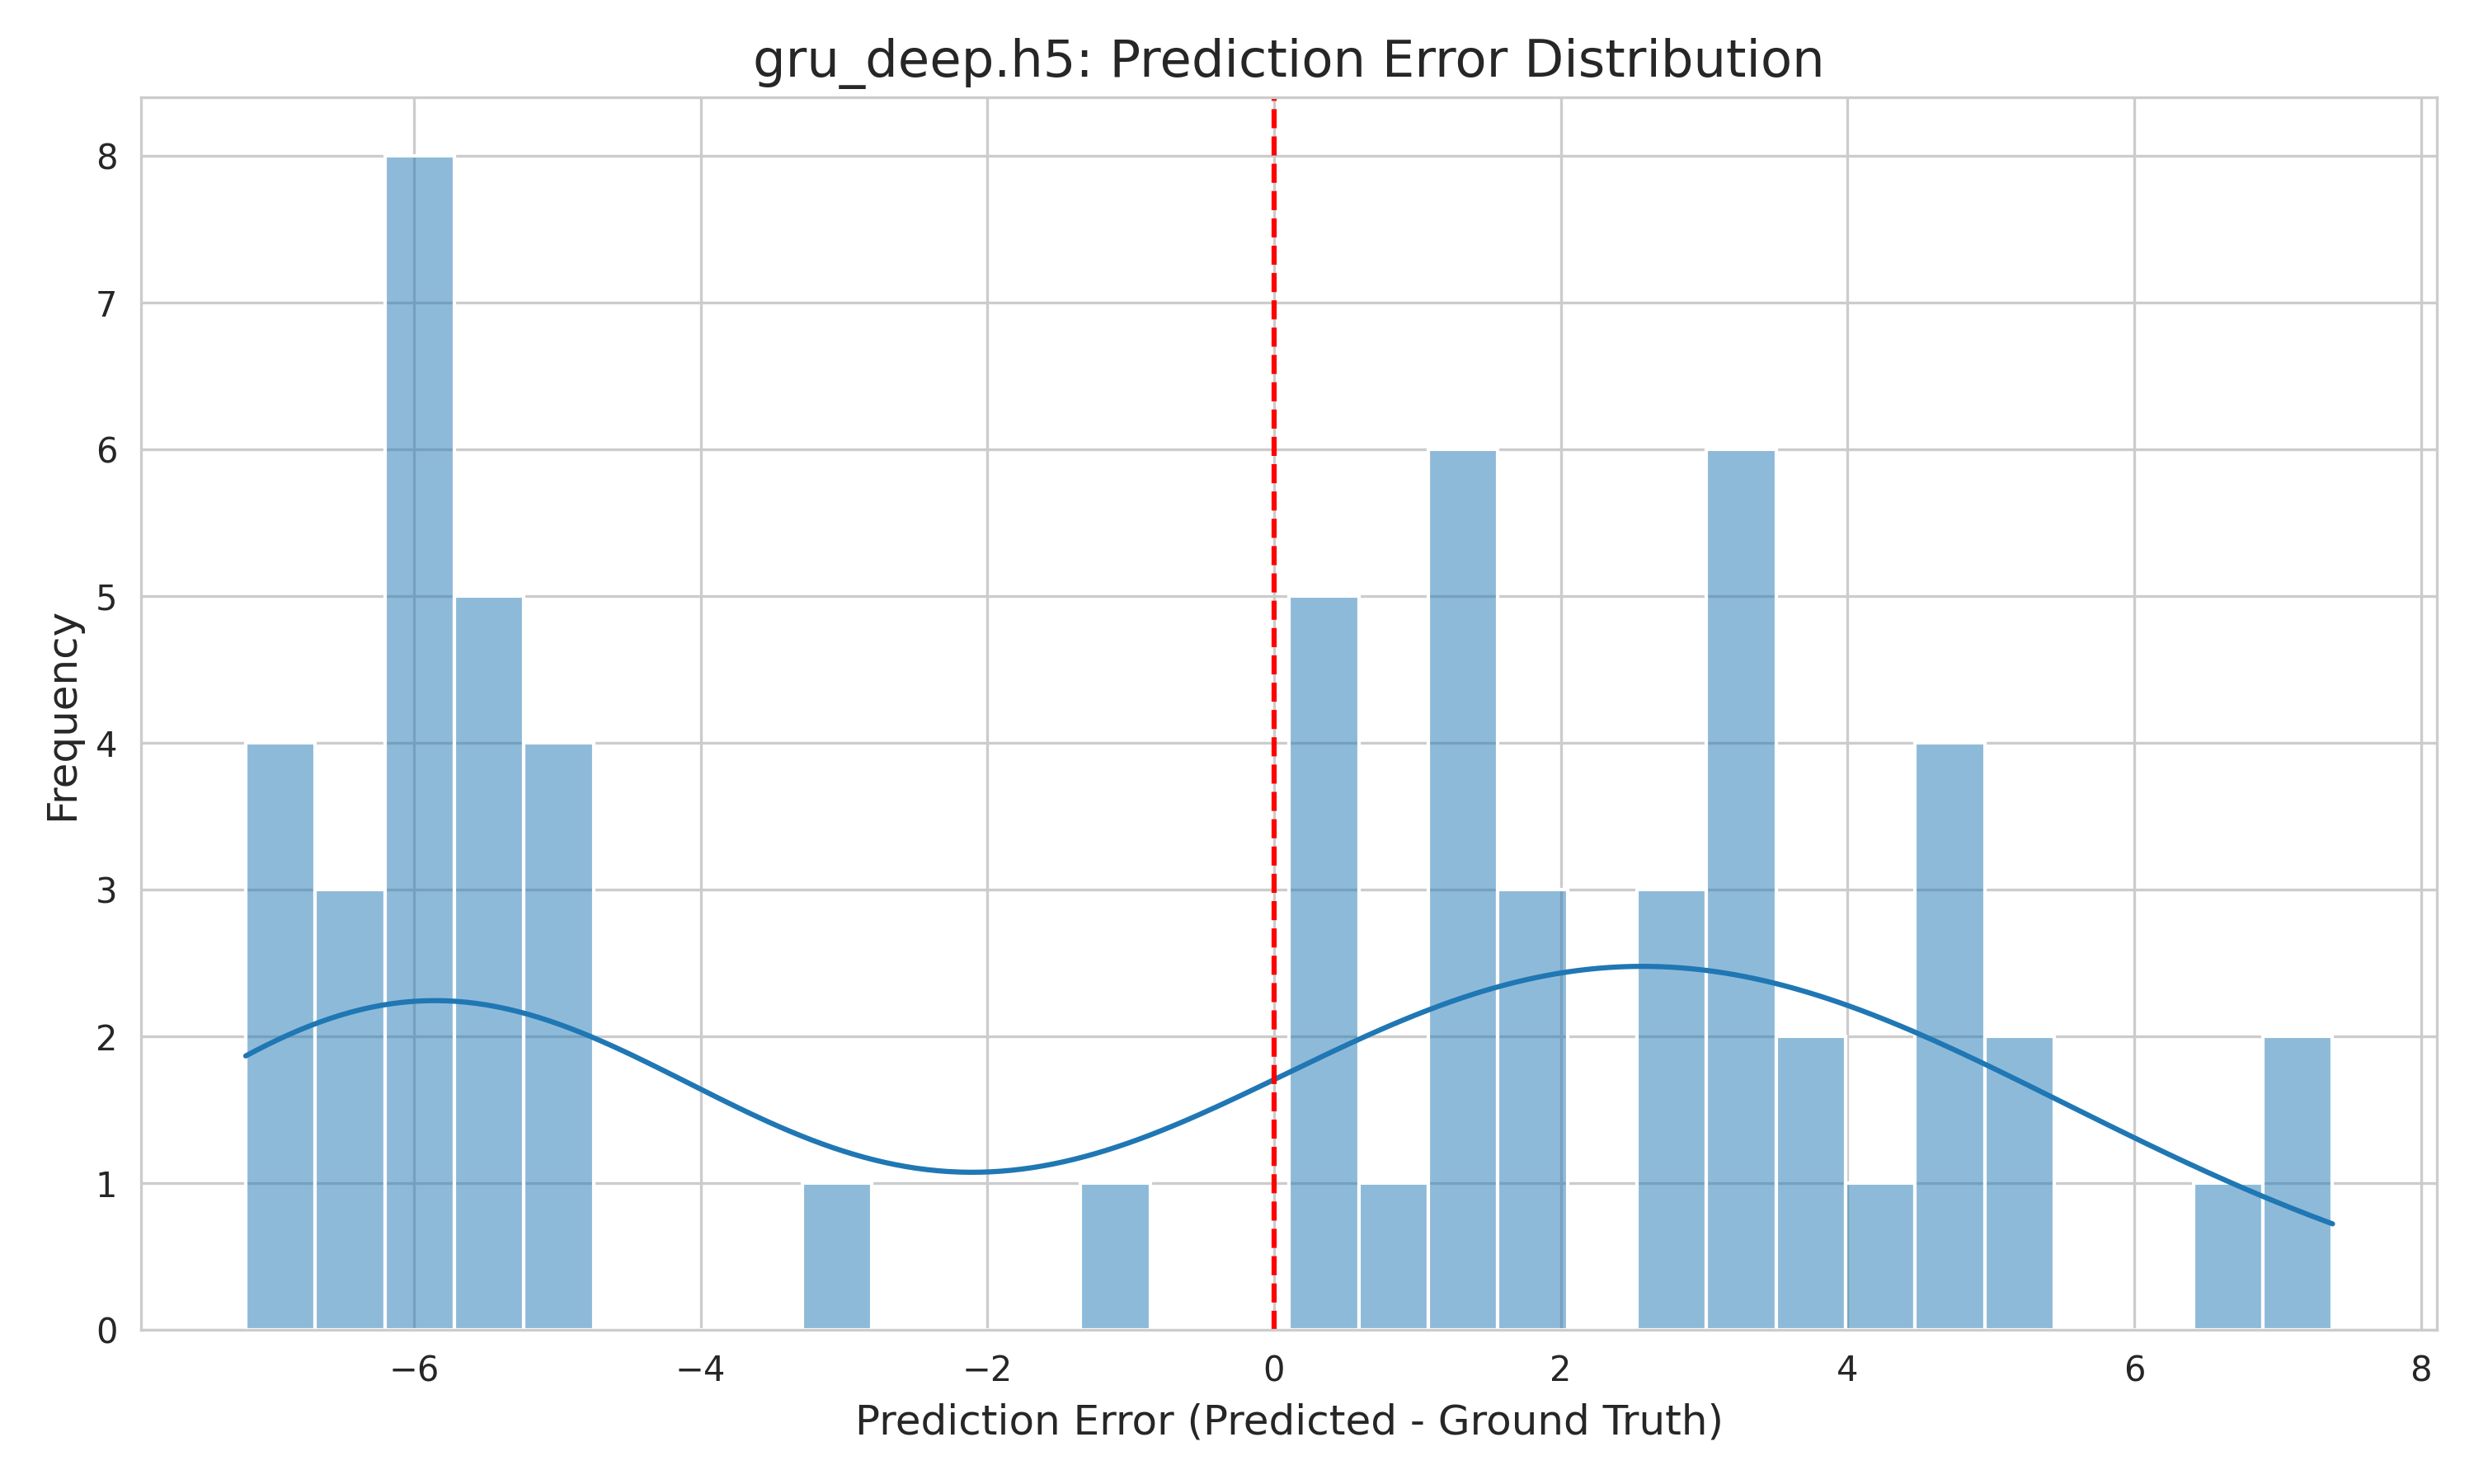 gru_deep.h5: Prediction Error Distribution
Frequency
8
7
6
5
4
3
2
1
0
−6 −4 −2 0 2 4 6 8
Prediction Error (Predicted - Ground Truth)